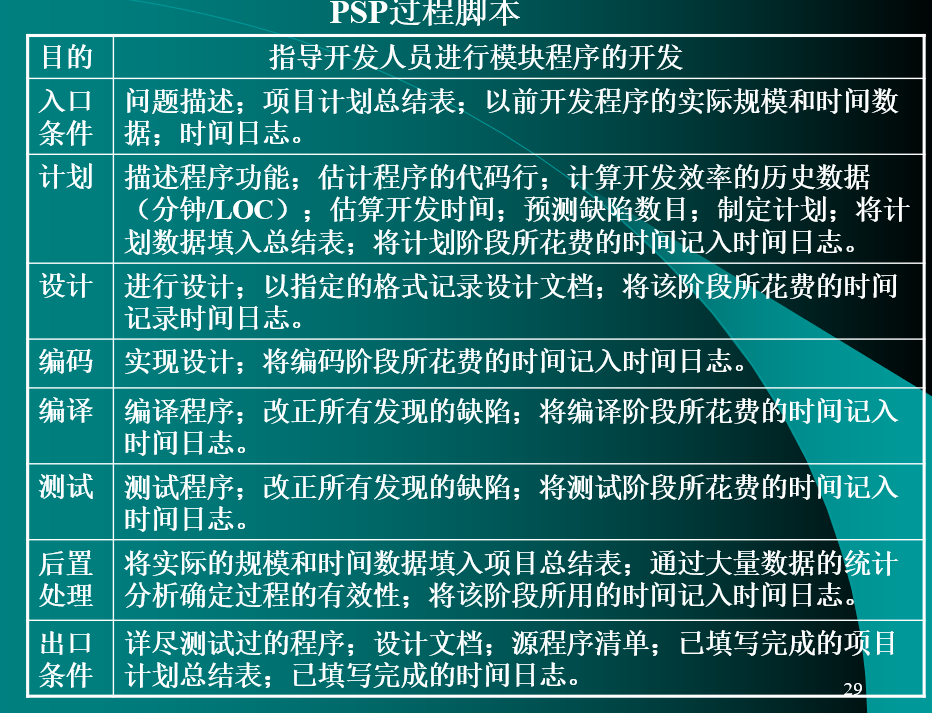 PSP过程脚本
目的 指导开发人员进行模块程序的开发
入口 问题描述；项目计划总结表；以前开发程序的实际规模和时间数
条件 据；时间日志。
计划 描述程序功能；估计程序的代码行；计算开发效率的历史数据
（分钟/LOC）；估算开发时间；预测缺陷数目；制定计划；将计
划数据填入总结表；将计划阶段所花费的时间记入时间日志。
设计 进行设计；以指定的格式记录设计文档；将该阶段所花费的时间
记录时间日志。
编码 实现设计；将编码阶段所花费的时间记入时间日志。
编译 编译程序；改正所有发现的缺陷；将编译阶段所花费的时间记入
时间日志。
测试 测试程序；改正所有发现的缺陷；将测试阶段所花费的时间记入
时间日志。
后置 将实际的规模和时间数据填入项目总结表；通过大量数据的统计
处理 分析确定过程的有效性；将该阶段所用的时间记入时间日志。
出口 详尽测试过的程序；设计文档；源程序清单；已填写完成的项目
条件 计划总结表；已填写完成的时间日志。
29